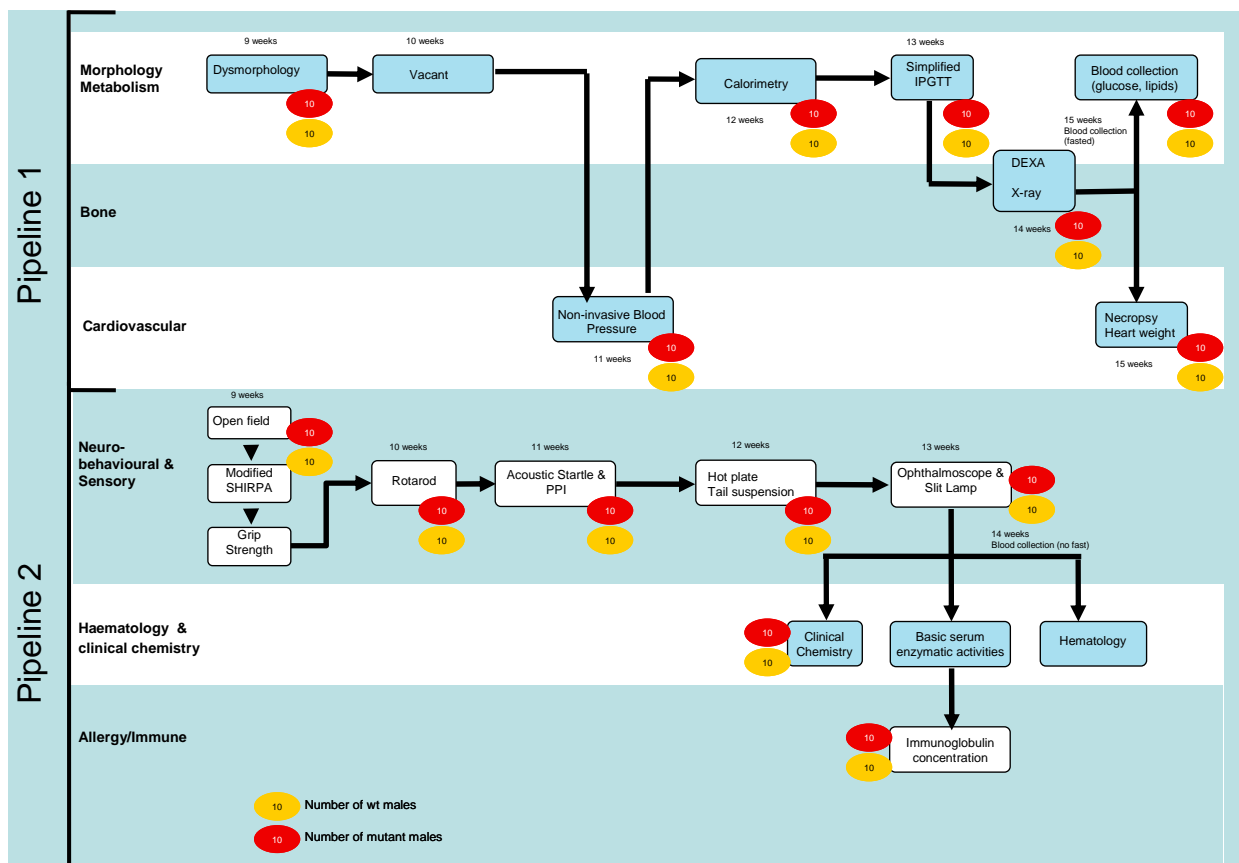 Pipeline 1
Morphology
Metabolism
9 weeks
Dysmorphology
10
10
10 weeks
Vacant
Calorimetry
12 weeks
10
10
13 weeks
Simplified
IPGTT
10
10
Blood collection
(glucose, lipids)
10
10
15 weeks
Blood collection
(fasted)
Bone
DEXA
X-ray
14 weeks
10
10
Cardiovascular
Non-invasive Blood
Pressure
11 weeks
10
10
Necropsy
Heart weight
15 weeks
10
10
Pipeline 2
Neuro-
behavioural &
Sensory
9 weeks
Open field
10
10
Modified
SHIRPA
Grip
Strength
10 weeks
Rotarod
10
10
11 weeks
Acoustic Startle &
PPI
10
10
12 weeks
Hot plate
Tail suspension
10
10
13 weeks
Ophthalmoscope &
Slit Lamp
10
10
14 weeks
Blood collection (no fast)
Haematology &
clinical chemistry
10
10
Clinical
Chemistry
Basic serum
enzymatic activities
Hematology
Allergy/Immune
10
10
Immunoglobulin
concentration
10 Number of wt males
10 Number of mutant males